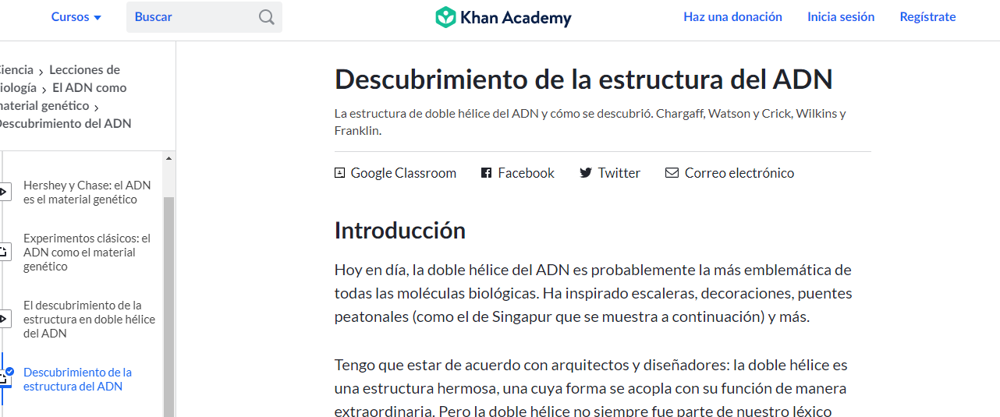 Cursos
Buscar
Khan Academy
Haz una donación
Inicia sesión
Regístrate
iencia > Lecciones de
iología > El ADN como
naterial genético >
Descubrimiento del ADN
Hershey y Chase: el ADN
es el material genético
Experimentos clásicos: el
ADN como el material
genético
El descubrimiento de la
estructura en doble hélice
del ADN
Descubrimiento de la
estructura del ADN
Descubrimiento de la estructura del ADN
La estructura de doble hélice del ADN y cómo se descubrió. Chargaff, Watson y Crick, Wilkins y
Franklin.
Google Classroom
Facebook
Twitter
Correo electrónico
Introducción
Hoy en día, la doble hélice del ADN es probablemente la más emblemática de
todas las moléculas biológicas. Ha inspirado escaleras, decoraciones, puentes
peatonales (como el de Singapur que se muestra a continuación) y más.
Tengo que estar de acuerdo con arquitectos y diseñadores: la doble hélice es
una estructura hermosa, una cuya forma se acopla con su función de manera
extraordinaria. Pero la doble hélice no siempre fue parte de nuestro léxico